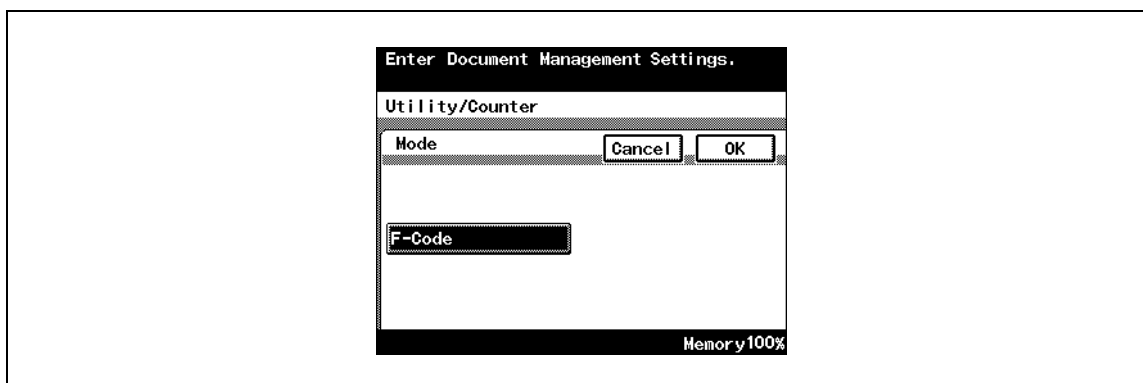 Enter Document Management Settings.
Utility/Counter
Mode
Cancel
OK
F-Code
Memory100%